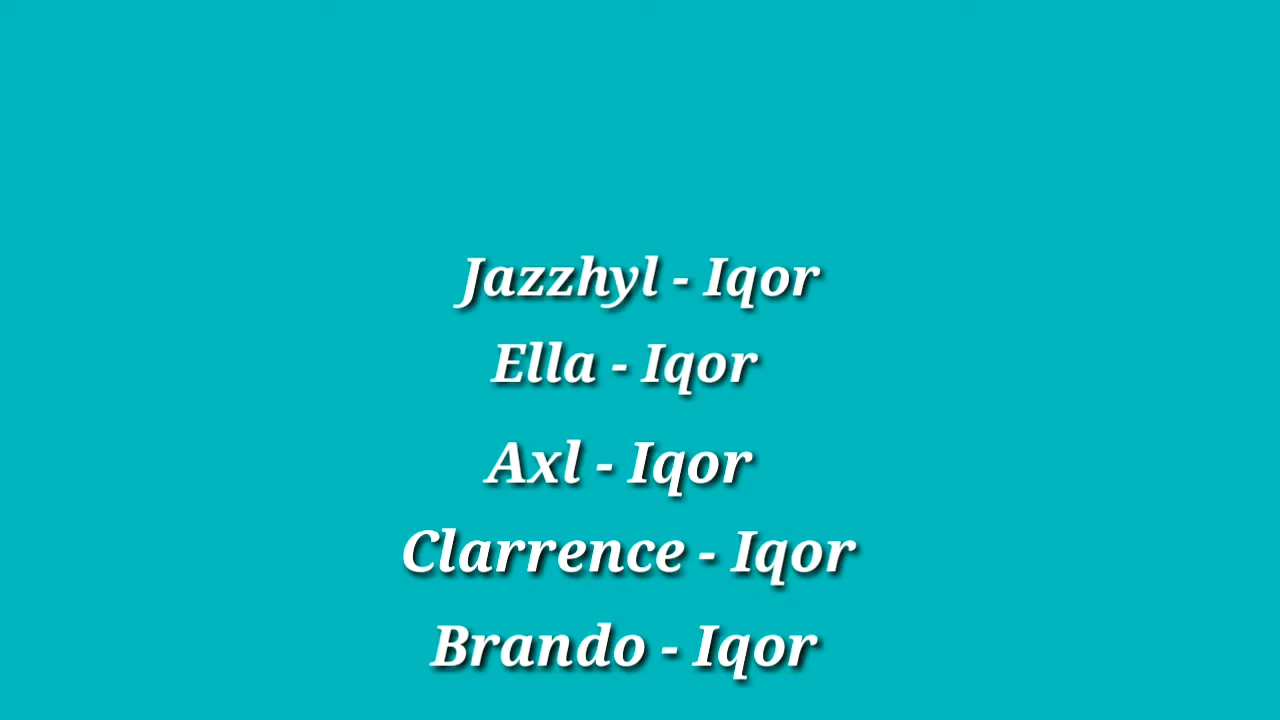 Jazzhyl - Iqor
Ella - Iqor
Axl - Iqor
Clarrence - Iqor
Brando - Iqor